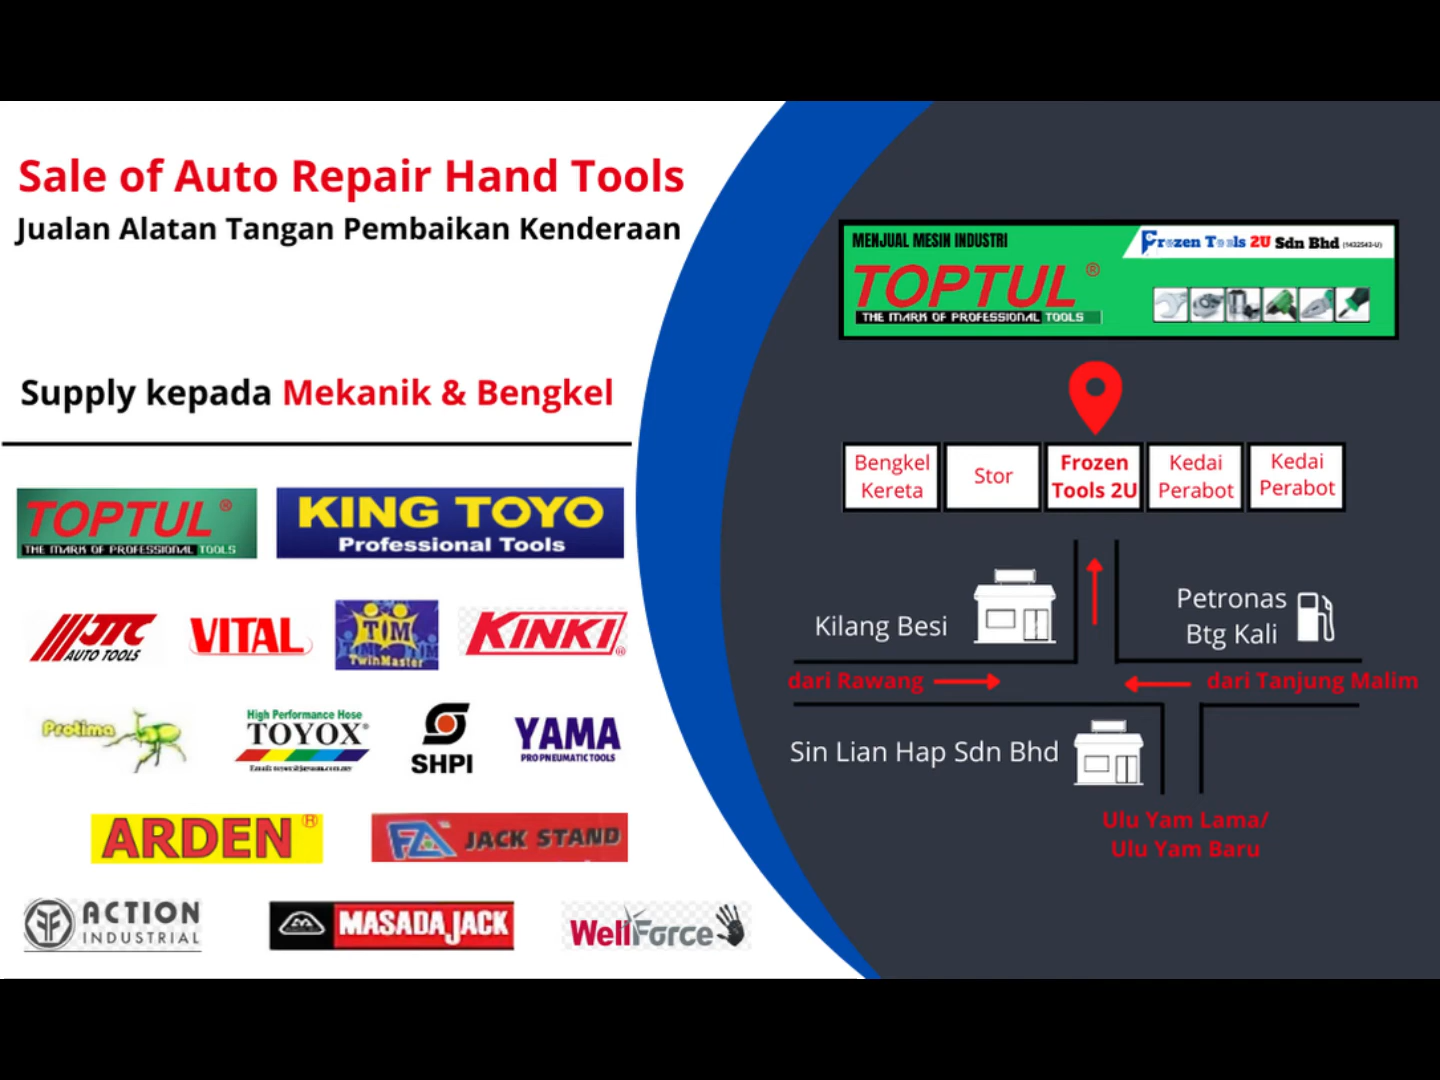 Sale of Auto Repair Hand Tools
Jualan Alatan Tangan Pembaikan Kenderaan
Supply kepada Mekanik & Bengkel
TOPTUL®
THE MARK OF PROFESSIONAL TOOLS
KING TOYO
Professional Tools
JTC
AUTO TOOLS
VITAL
TOM
TwinMaster
KINKI®
Protima
High Performance Hose
TOYOX®
SHPI
YAMA
PRO PNEUMATIC TOOLS
ARDEN®
JACK STAND
ACTION
INDUSTRIAL
MASADA JACK
WellForce
MENJUAL MESIN INDUSTRI
Frozen Tools 2U Sdn Bhd (1432543-U)
TOPTUL®
THE MARK OF PROFESSIONAL TOOLS
Bengkel
Kereta
Stor
Frozen
Tools 2U
Kedai
Perabot
Kedai
Perabot
Kilang Besi
Petronas
Btg Kali
dari Rawang
dari Tanjung Malim
Sin Lian Hap Sdn Bhd
Ulu Yam Lama/
Ulu Yam Baru